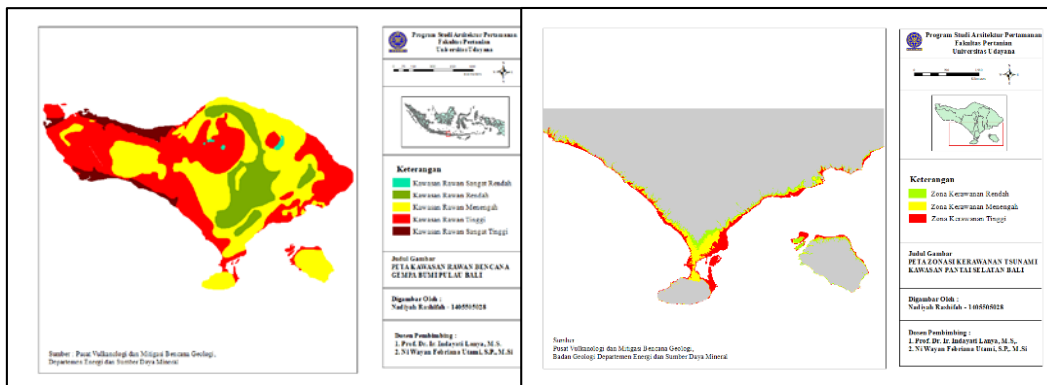 Program Studi Arsitektur Pertamanan
Fakultas Pertanian
Universitas Udayana
Keterangan
Kawasan Rawan Sangat Rendah
Kawasan Rawan Rendah
Kawasan Rawan Menengah
Kawasan Rawan Tinggi
Kawasan Rawan Sangat Tinggi
Judul Gambar
PETA KAWASAN RAWAN BENCANA
GEMPA BUMI PULAU BALI
Digambar Oleh :
Nadiyah Rashifah - 1405505028
Dosen Pembimbing :
1. Prof. Dr. Ir. Indayati Lanya, M.S.
2. Ni Wayan Febriana Utami, S.P., M.Si
Sumber : Pusat Vulkanologi dan Mitigasi Bencana Geologi,
Departemen Energi dan Sumber Daya Mineral
Program Studi Arsitektur Pertamanan
Fakultas Pertanian
Universitas Udayana
Keterangan
Zona Kerawanan Rendah
Zona Kerawanan Menengah
Zona Kerawanan Tinggi
Judul Gambar
PETA ZONASI KERAWANAN TSUNAMI
KAWASAN PANTAI SELATAN BALI
Digambar Oleh :
Nadiyah Rashifah - 1405505028
Dosen Pembimbing :
1. Prof. Dr. Ir. Indayati Lanya, M.S,.
2. Ni Wayan Febriana Utami, S.P., M.Si
Sumber
Pusat Vulkanologi dan Mitigasi Bencana Geologi,
Badan Geologi Departemen Energi dan Sumber Daya Mineral